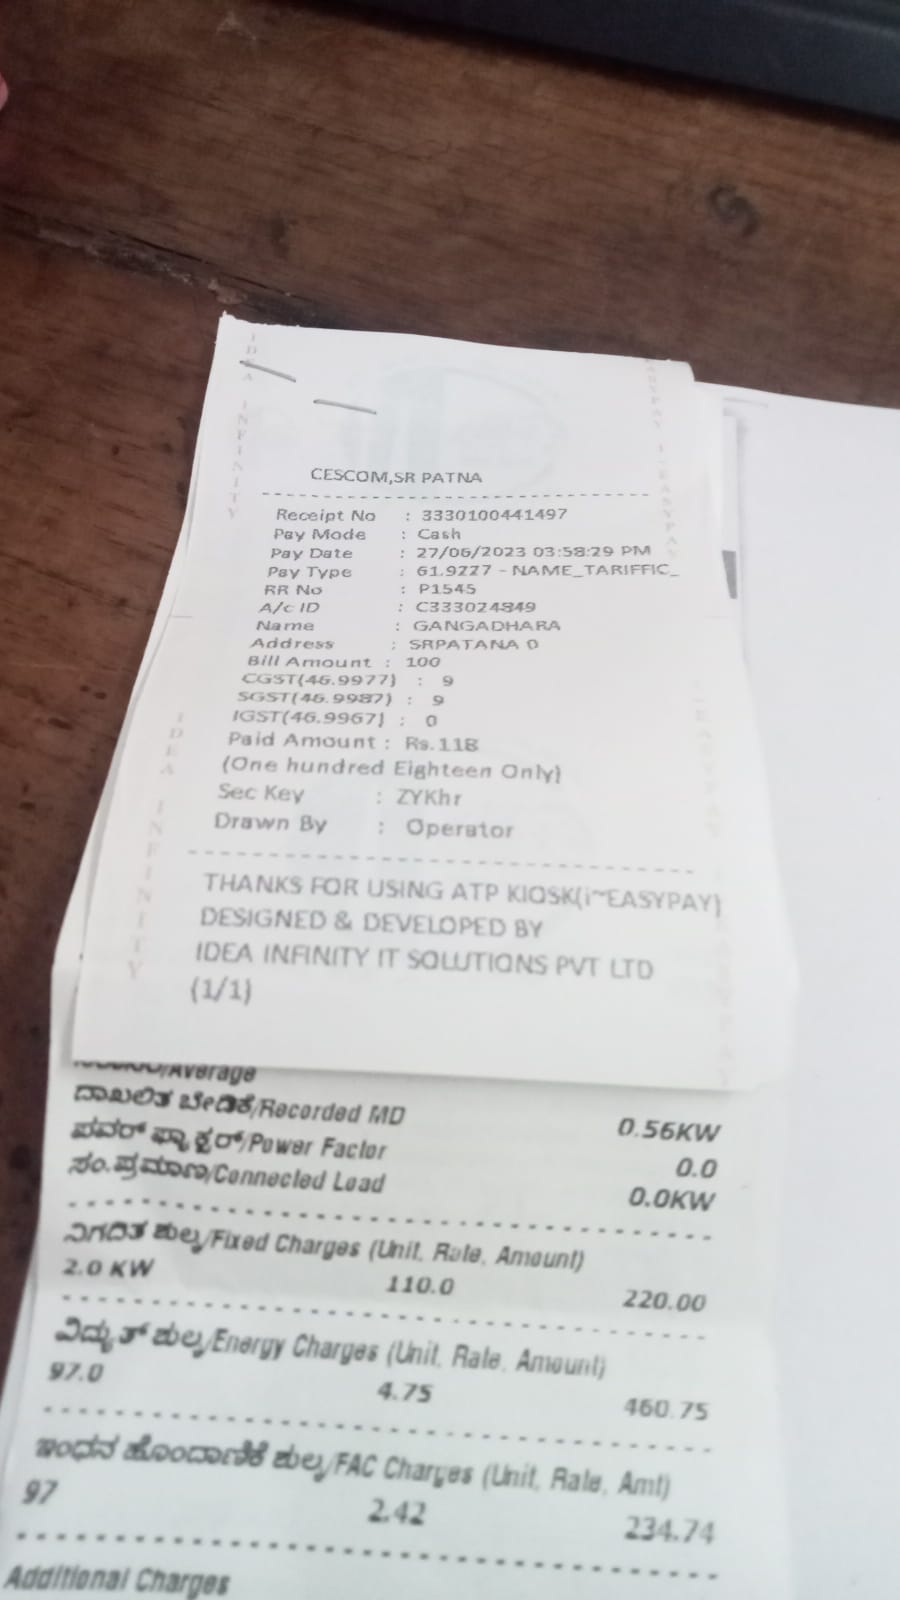 CESCOM,SR PATNA
Receipt No : 3330100441497
Pay Mode : Cash
Pay Date : 27/06/2023 03:58:29 PM
Pay Type : 61.9227 - NAME_TARIFFIC_
RR No : P1545
A/c ID : C333024849
Name : GANGADHARA
Address : SRPATANA 0
Bill Amount : 100
CGST(46.9977) : 9
SGST(46.9987) : 9
IGST(46.9967) : 0
Paid Amount : Rs.118
(One hundred Eighteen Only)
Sec Key : ZYKhr
Drawn By : Operator
THANKS FOR USING ATP KIOSK(i~EASYPAY)
DESIGNED & DEVELOPED BY
IDEA INFINITY IT SOLUTIONS PVT LTD
(1/1)
IDEA INFINITY
IDEA INFINITY
/Average
ದಾಖಲಿತ ಬೇಡಿಕೆ/Recorded MD 0.56KW
ಪವರ್ ಫ್ಯಾಕ್ಟರ್/Power Factor 0.0
ಸಂ.ಪ್ರಮಾಣ/Connected Load 0.0KW
ನಿಗದಿತ ಶುಲ್ಕ/Fixed Charges (Unit, Rate, Amount)
2.0 KW 110.0 220.00
ವಿದ್ಯುತ್ ಶುಲ್ಕ/Energy Charges (Unit, Rate, Amount)
97.0 4.75 460.75
ಇಂಧನ ಹೊಂದಾಣಿಕೆ ಶುಲ್ಕ/FAC Charges (Unit, Rate, Amt)
97 2.42 234.74
Additional Charges